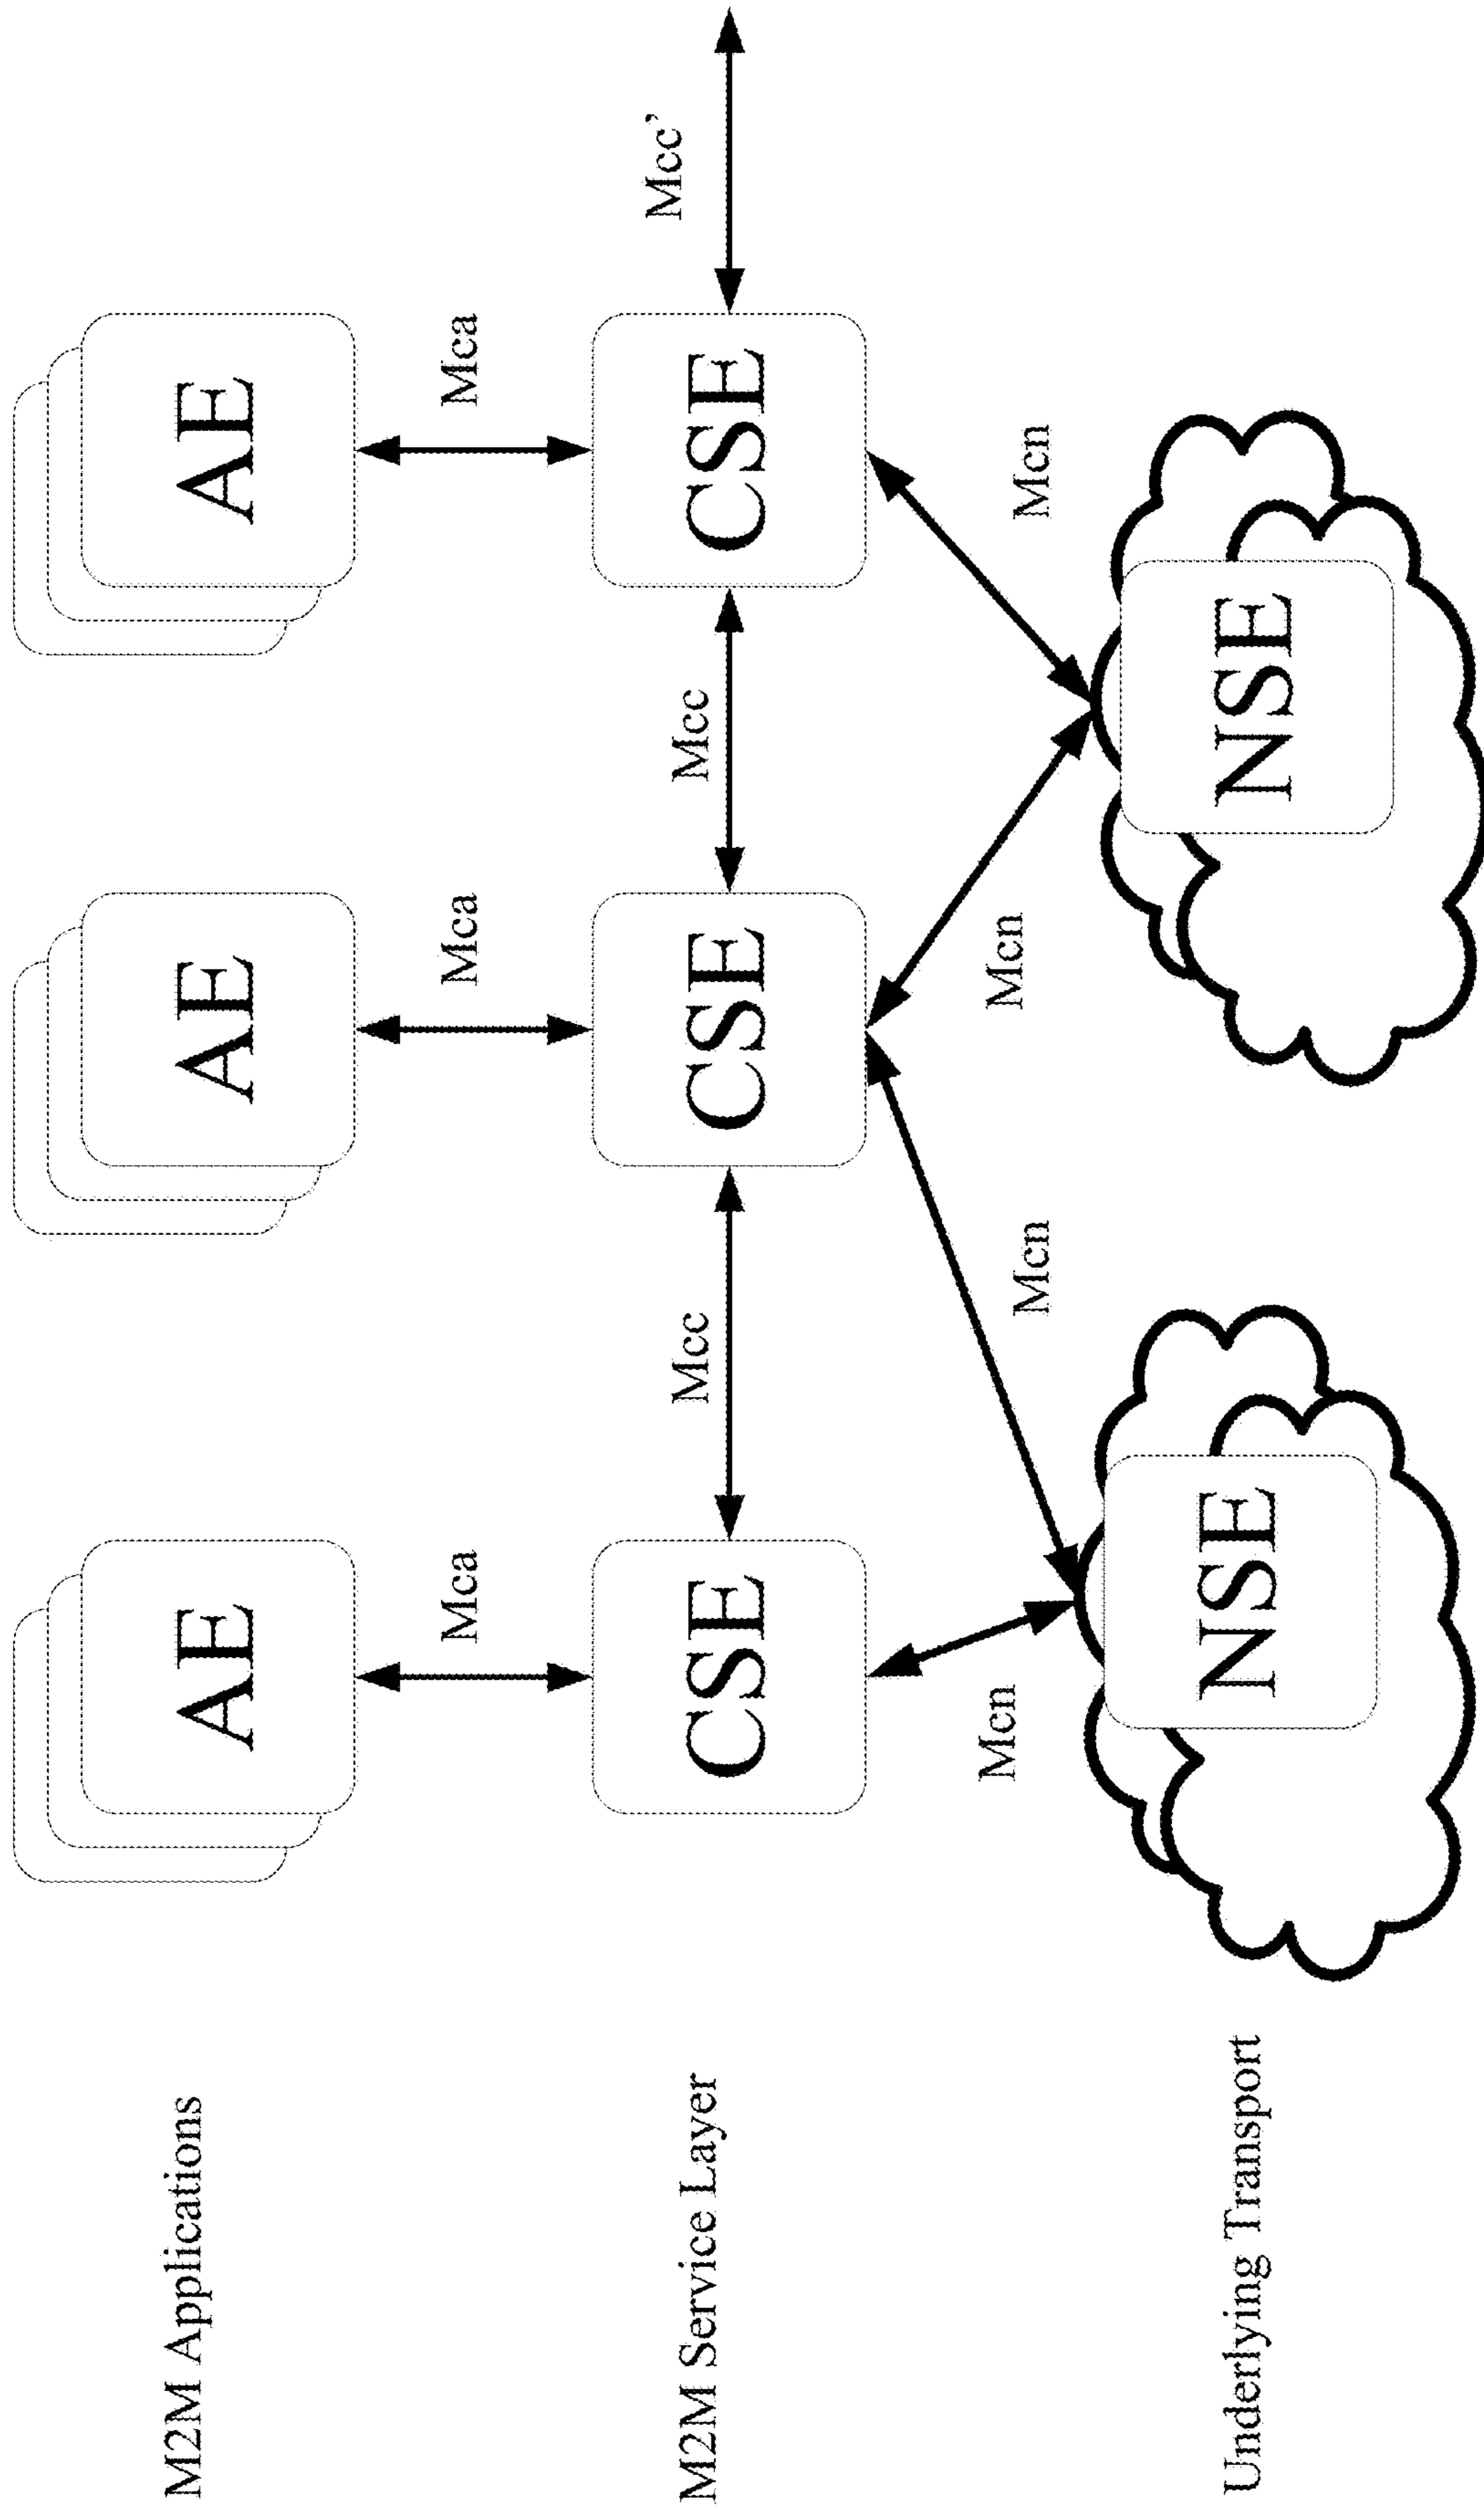 M2M Applications
AE
AE
AE
Mca
Mca
Mca
M2M Service Layer
CSE
Mcc
CSE
Mcc
CSE
Mcc’
Mcn
Mcn
Mcn
Mcn
Underlying Transport
NSE
NSE